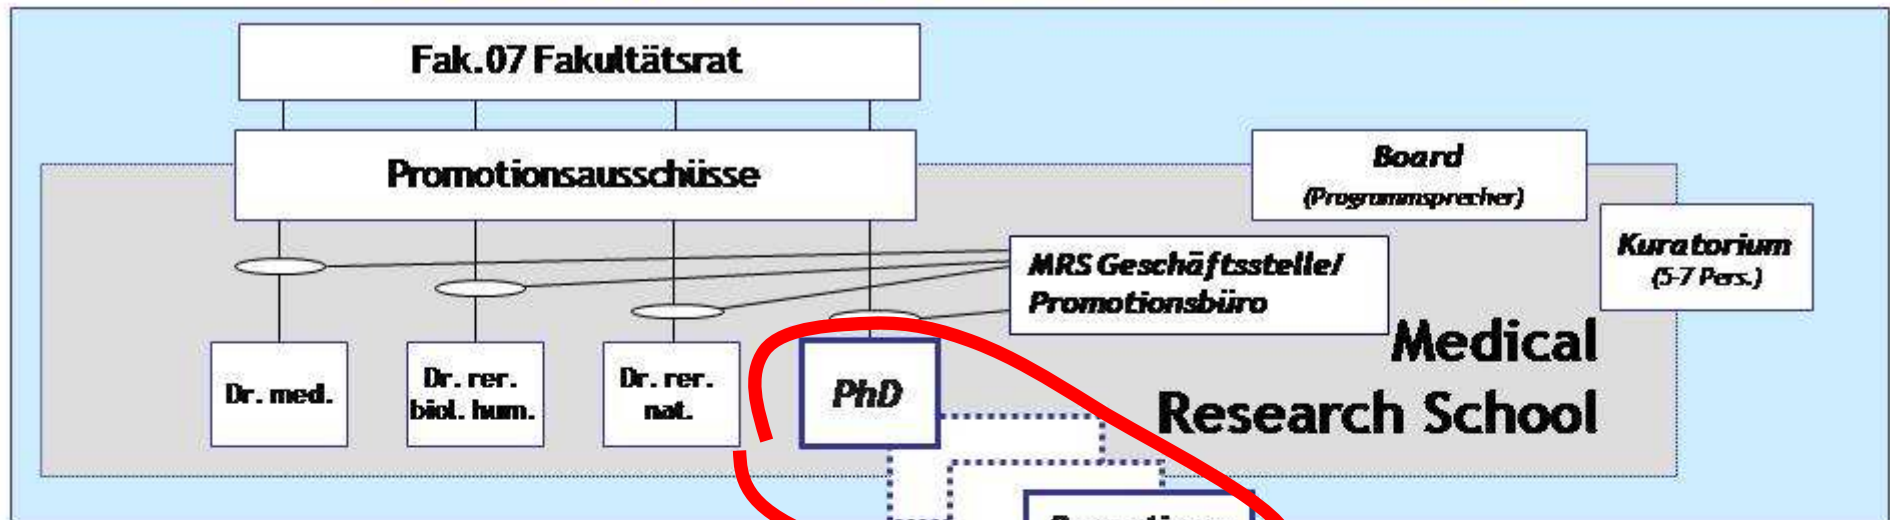 Fak.07 Fakultätsrat
Promotionsausschüsse
Board
(Programmsprecher)
Kuratorium
(5-7 Pers.)
MRS Geschäftsstelle/
Promotionsbüro
Medical
Research School
Dr. med.
Dr. rer.
biol. hum.
Dr. rer.
nat.
PhD